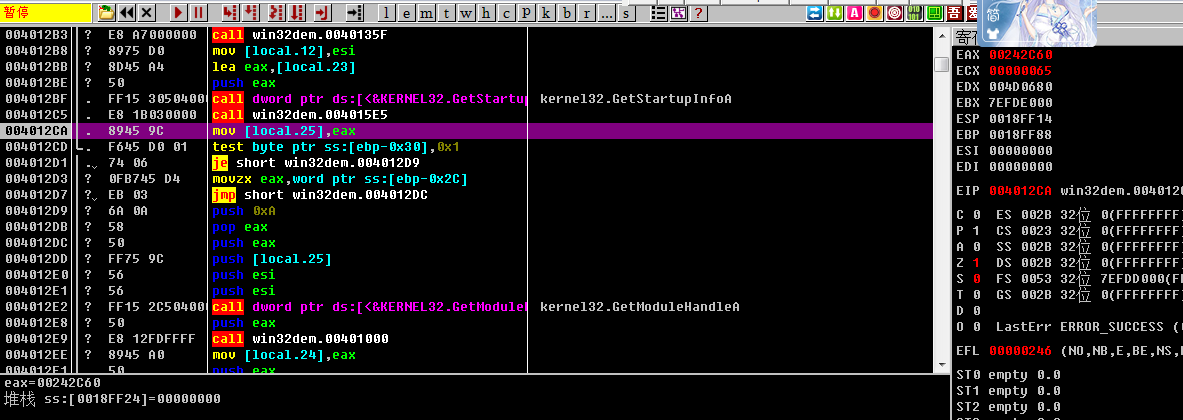 暂停
l e m t w h c p k b r ... s ?
004012B3 . E8 A7000000 call win32dem.0040135F
004012B8 ? 8975 D0 mov [local.12],esi
004012BB ? 8D45 A4 lea eax,[local.23]
004012BE ? 50 push eax
004012BF . FF15 30504000 call dword ptr ds:[<&KERNEL32.GetStartup kernel32.GetStartupInfoA
004012C5 . E8 1B030000 call win32dem.004015E5
004012CA . 8945 9C mov [local.25],eax
004012CD . F645 D0 01 test byte ptr ss:[ebp-0x30],0x1
004012D1 . 74 06 je short win32dem.004012D9
004012D3 ? 0FB745 D4 movzx eax,word ptr ss:[ebp-0x2C]
004012D7 ? EB 03 jmp short win32dem.004012DC
004012D9 ? 6A 0A push 0xA
004012DB ? 58 pop eax
004012DC ? 50 push eax
004012DD ? FF75 9C push [local.25]
004012E0 ? 56 push esi
004012E1 ? 56 push esi
004012E2 ? FF15 2C504000 call dword ptr ds:[<&KERNEL32.GetModule kernel32.GetModuleHandleA
004012E8 ? 50 push eax
004012E9 ? E8 12FDFFFF call win32dem.00401000
004012EE ? 8945 A0 mov [local.24],eax
004012F1 ? 50 push eax
eax=00242C60
堆栈 ss:[0018FF24]=00000000
简
EAX 00242C60
ECX 00000065
EDX 004D0680
EBX 7EFDE000
ESP 0018FF14
EBP 0018FF88
ESI 00000000
EDI 00000000
EIP 004012CA win32dem.004012C
C 0 ES 002B 32位 0(FFFFFFFF)
P 1 CS 0023 32位 0(FFFFFFFF)
A 0 SS 002B 32位 0(FFFFFFFF)
Z 1 DS 002B 32位 0(FFFFFFFF)
S 0 FS 0053 32位 7EFDD000(FF
T 0 GS 002B 32位 0(FFFFFFFF)
D 0
O 0 LastErr ERROR_SUCCESS (
EFL 00000246 (NO,NB,E,BE,NS,
ST0 empty 0.0
ST1 empty 0.0
ST2 empty 0.0